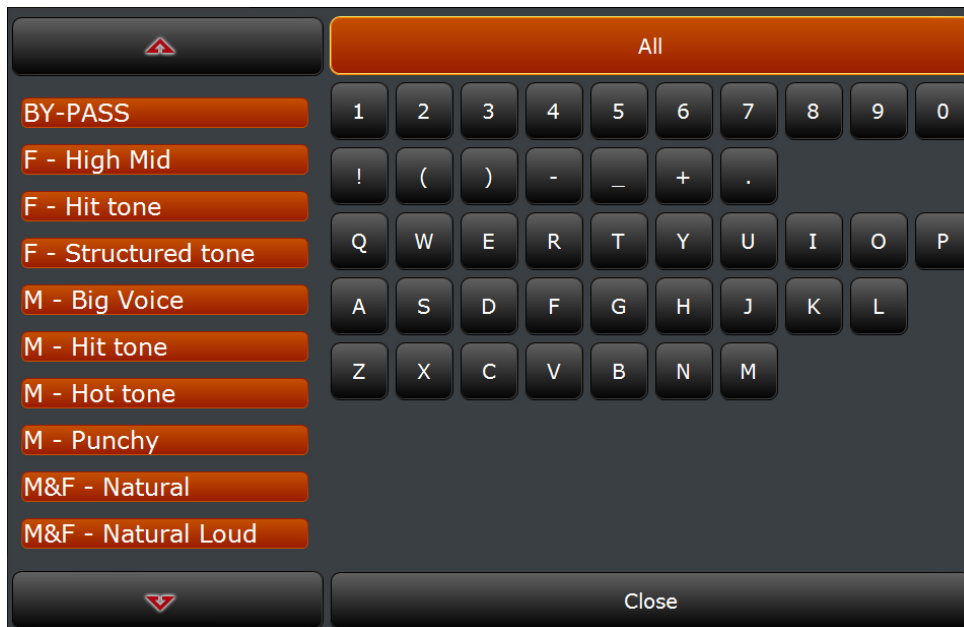 All
BY-PASS
F - High Mid
F - Hit tone
F - Structured tone
M - Big Voice
M - Hit tone
M - Hot tone
M - Punchy
M&F - Natural
M&F - Natural Loud
1 2 3 4 5 6 7 8 9 0
! ( ) - _ + .
Q W E R T Y U I O P
A S D F G H J K L
Z X C V B N M
Close